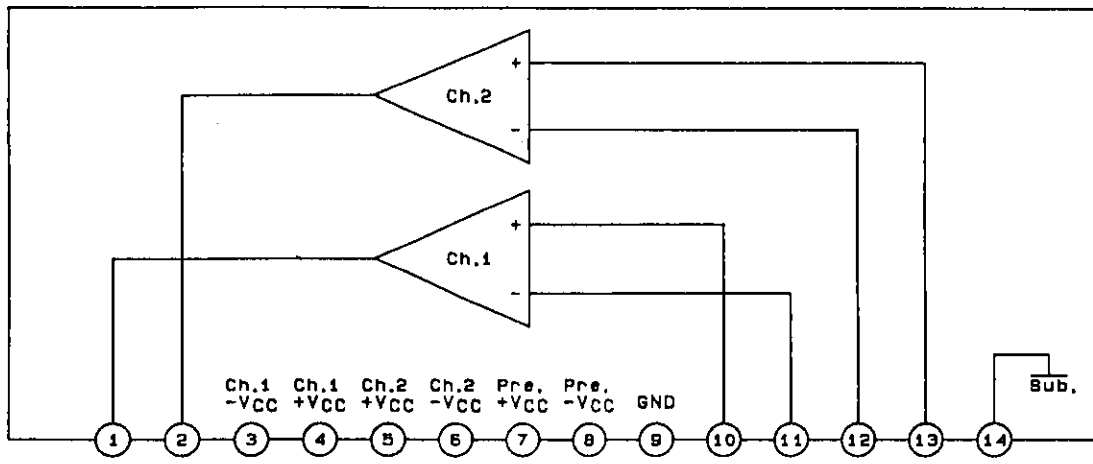 +
Ch.2
-
+
Ch.1
-
Ch.1 Ch.1 Ch.2 Ch.2 Pre. Pre.
-VCC +VCC +VCC -VCC +VCC -VCC GND
Sub.
1 2 3 4 5 6 7 8 9 10 11 12 13 14